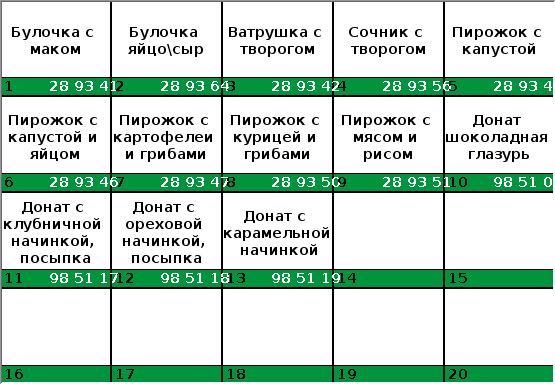 Булочка с
маком
Булочка
яйцо\сыр
Ватрушка с
творогом
Сочник с
творогом
Пирожок с
капустой
1 28 93 41
2 28 93 64
3 28 93 42
4 28 93 56
5 28 93 4
Пирожок с
капустой и
яйцом
Пирожок с
картофелеи
и грибами
Пирожок с
курицей и
грибами
Пирожок с
мясом и
рисом
Донат
шоколадная
глазурь
6 28 93 46
7 28 93 47
8 28 93 50
9 28 93 51
10 98 51 0
Донат с
клубничной
начинкой,
посыпка
Донат с
ореховой
начинкой,
посыпка
Донат с
карамельной
начинкой
11 98 51 17
12 98 51 18
13 98 51 19
14
15
16
17
18
19
20